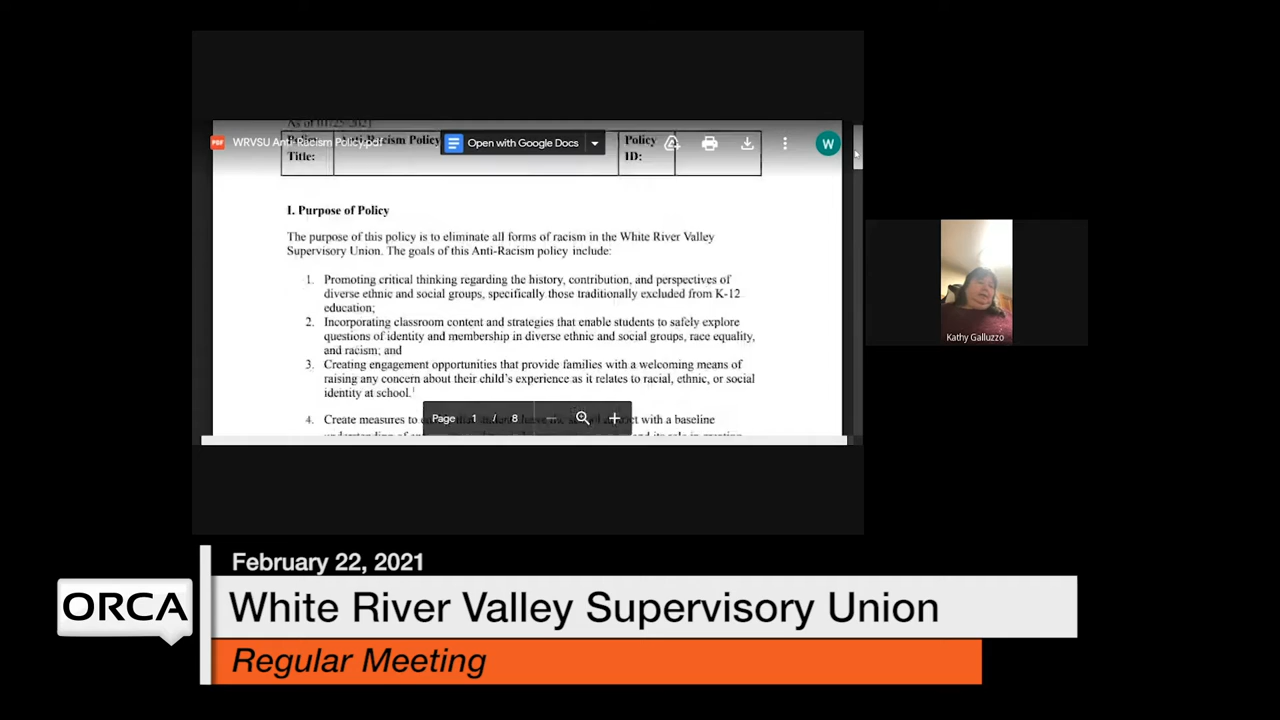 WRVSU Anti-Racism Policy.pdf
Open with Google Docs
W
Policy Title:
Anti-Racism Policy
Policy ID:
I. Purpose of Policy
The purpose of this policy is to eliminate all forms of racism in the White River Valley
Supervisory Union. The goals of this Anti-Racism policy include:
1. Promoting critical thinking regarding the history, contribution, and perspectives of
diverse ethnic and social groups, specifically those traditionally excluded from K-12
education;
2. Incorporating classroom content and strategies that enable students to safely explore
questions of identity and membership in diverse ethnic and social groups, race equality,
and racism; and
3. Creating engagement opportunities that provide families with a welcoming means of
raising any concern about their child's experience as it relates to racial, ethnic, or social
identity at school.1
4. Create measures to
with a baseline
Page 1 / 8
Kathy Galluzzo
February 22, 2021
ORCA
White River Valley Supervisory Union
Regular Meeting